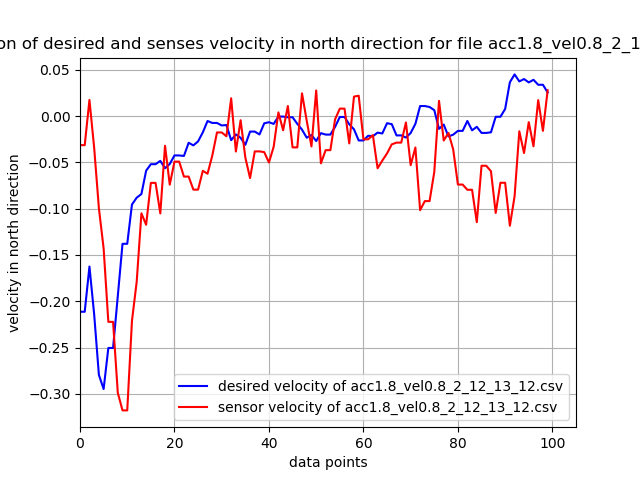 on of desired and senses velocity in north direction for file acc1.8_vel0.8_2_1
0.05
0.00
−0.05
−0.10
−0.15
−0.20
−0.25
−0.30
velocity in north direction
desired velocity of acc1.8_vel0.8_2_12_13_12.csv
sensor velocity of acc1.8_vel0.8_2_12_13_12.csv
0 20 40 60 80 100
data points